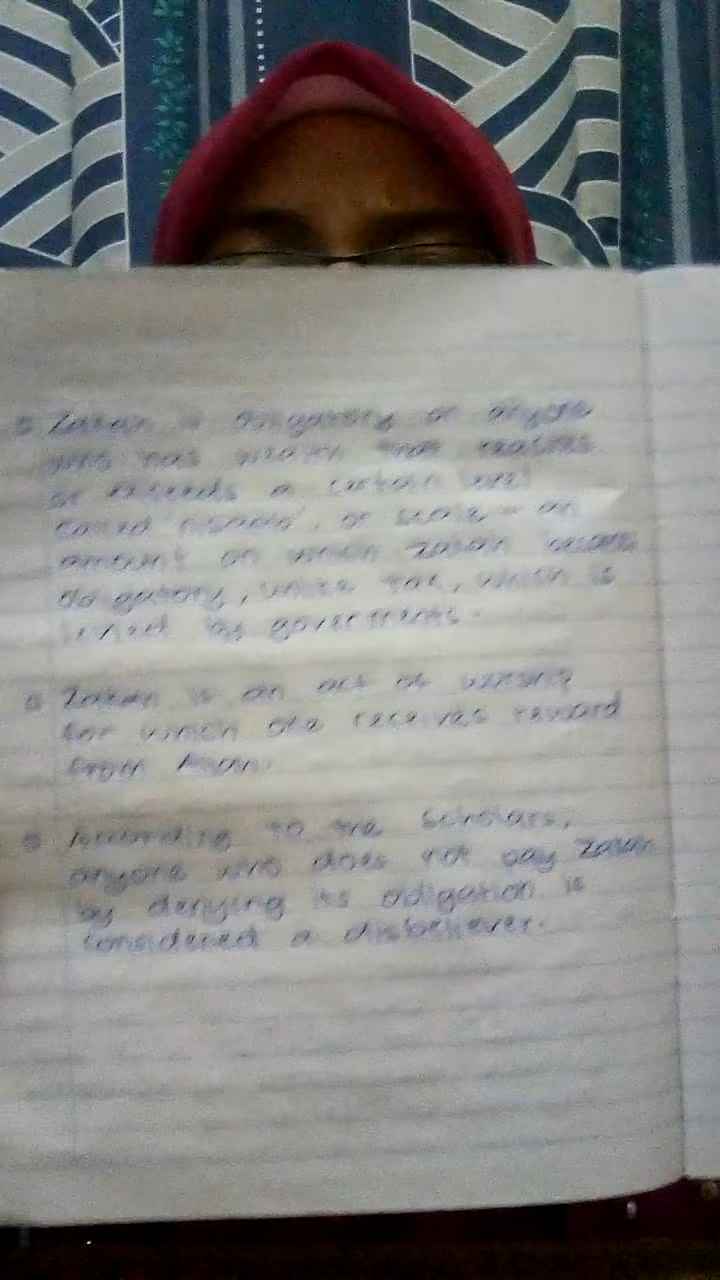 Zakah is obligatory on anyone
who has wealth that reaches
or exceeds a certain level
called 'nisaab', or scale - an
amount on which zakah becomes
obligatory, unlike tax, which is
levied by governments.
Zakah is an act of worship
for which one receives reward
from Allah.
According to the scholars,
anyone who does not pay zakah
by denying its obligation is
considered a disbeliever.